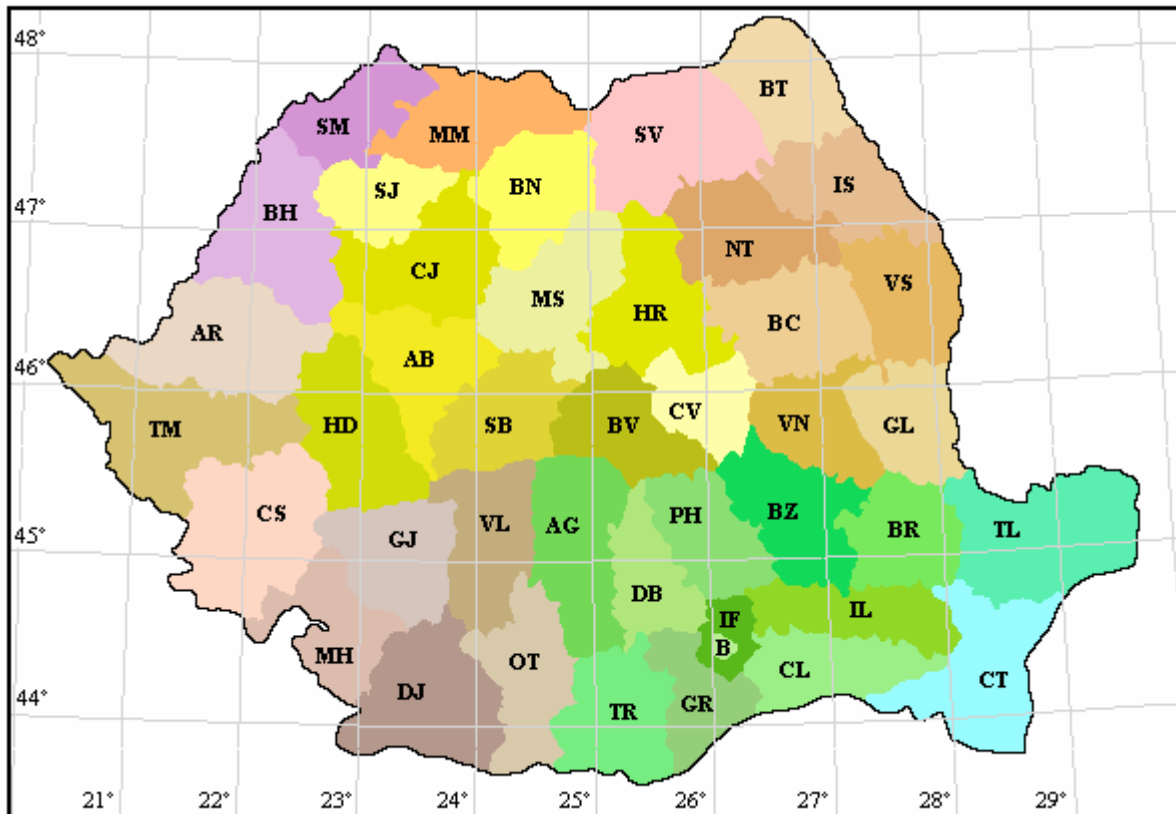 48°
BT
SM
MM
SV
SJ
BN
IS
47°
BH
NT
CJ
VS
MS
HR
BC
AR
46°
AB
CV
TM
HD
SB
BV
VN
GL
CS
VL
AG
PH
BZ
BR
TL
45°
GJ
DB
IL
IF
B
MH
OT
CL
CT
44°
DJ
TR
GR
21° 22° 23° 24° 25° 26° 27° 28° 29°